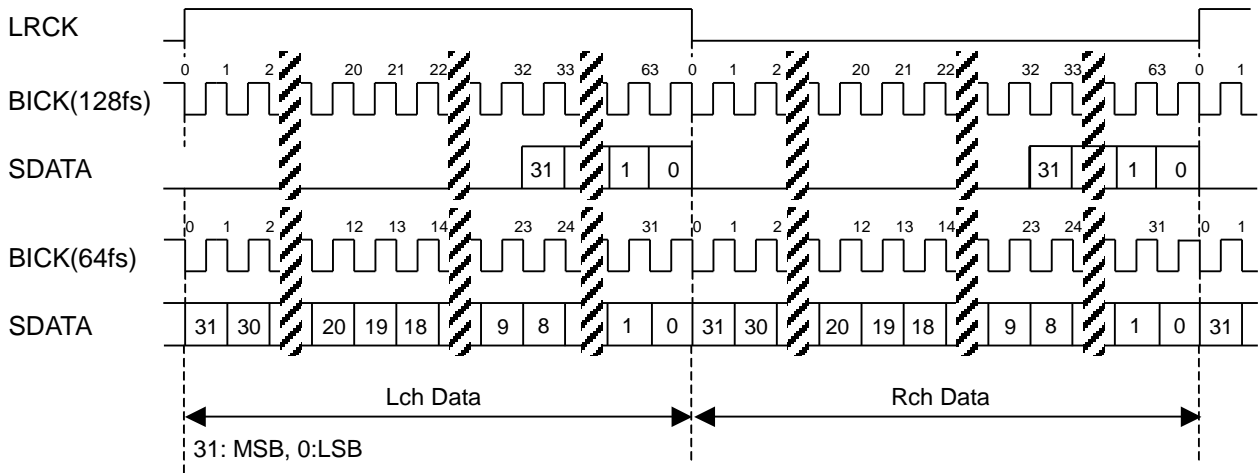 LRCK
0 1 2 20 21 22 32 33 63 0 1 2 20 21 22 32 33 63 0 1
BICK(128fs)
SDATA 31 1 0 31 1 0
0 1 2 12 13 14 23 24 31 0 1 2 12 13 14 23 24 31 0 1
BICK(64fs)
SDATA 31 30 20 19 18 9 8 1 0 31 30 20 19 18 9 8 1 0 31
Lch Data Rch Data
31: MSB, 0:LSB